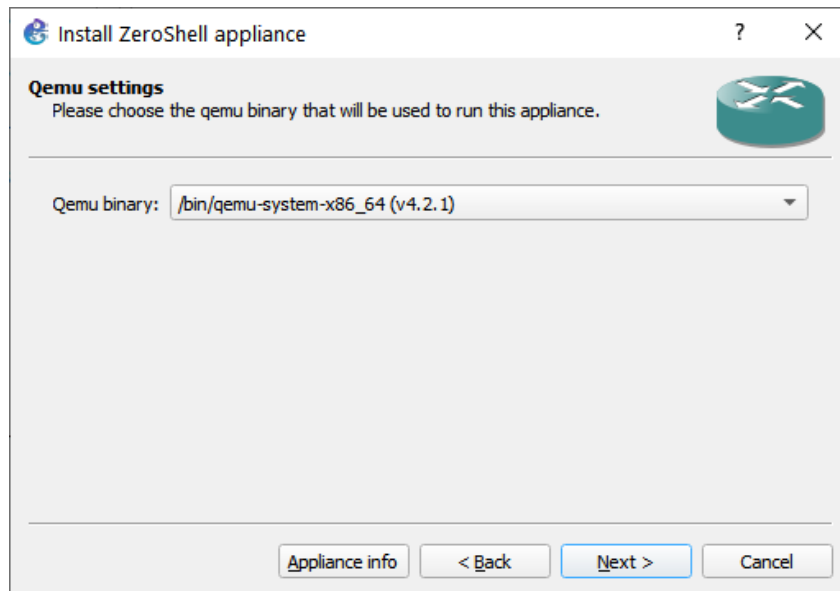 Install ZeroShell appliance
Qemu settings
Please choose the qemu binary that will be used to run this appliance.
Qemu binary: /bin/qemu-system-x86_64 (v4.2.1)
Appliance info < Back Next > Cancel